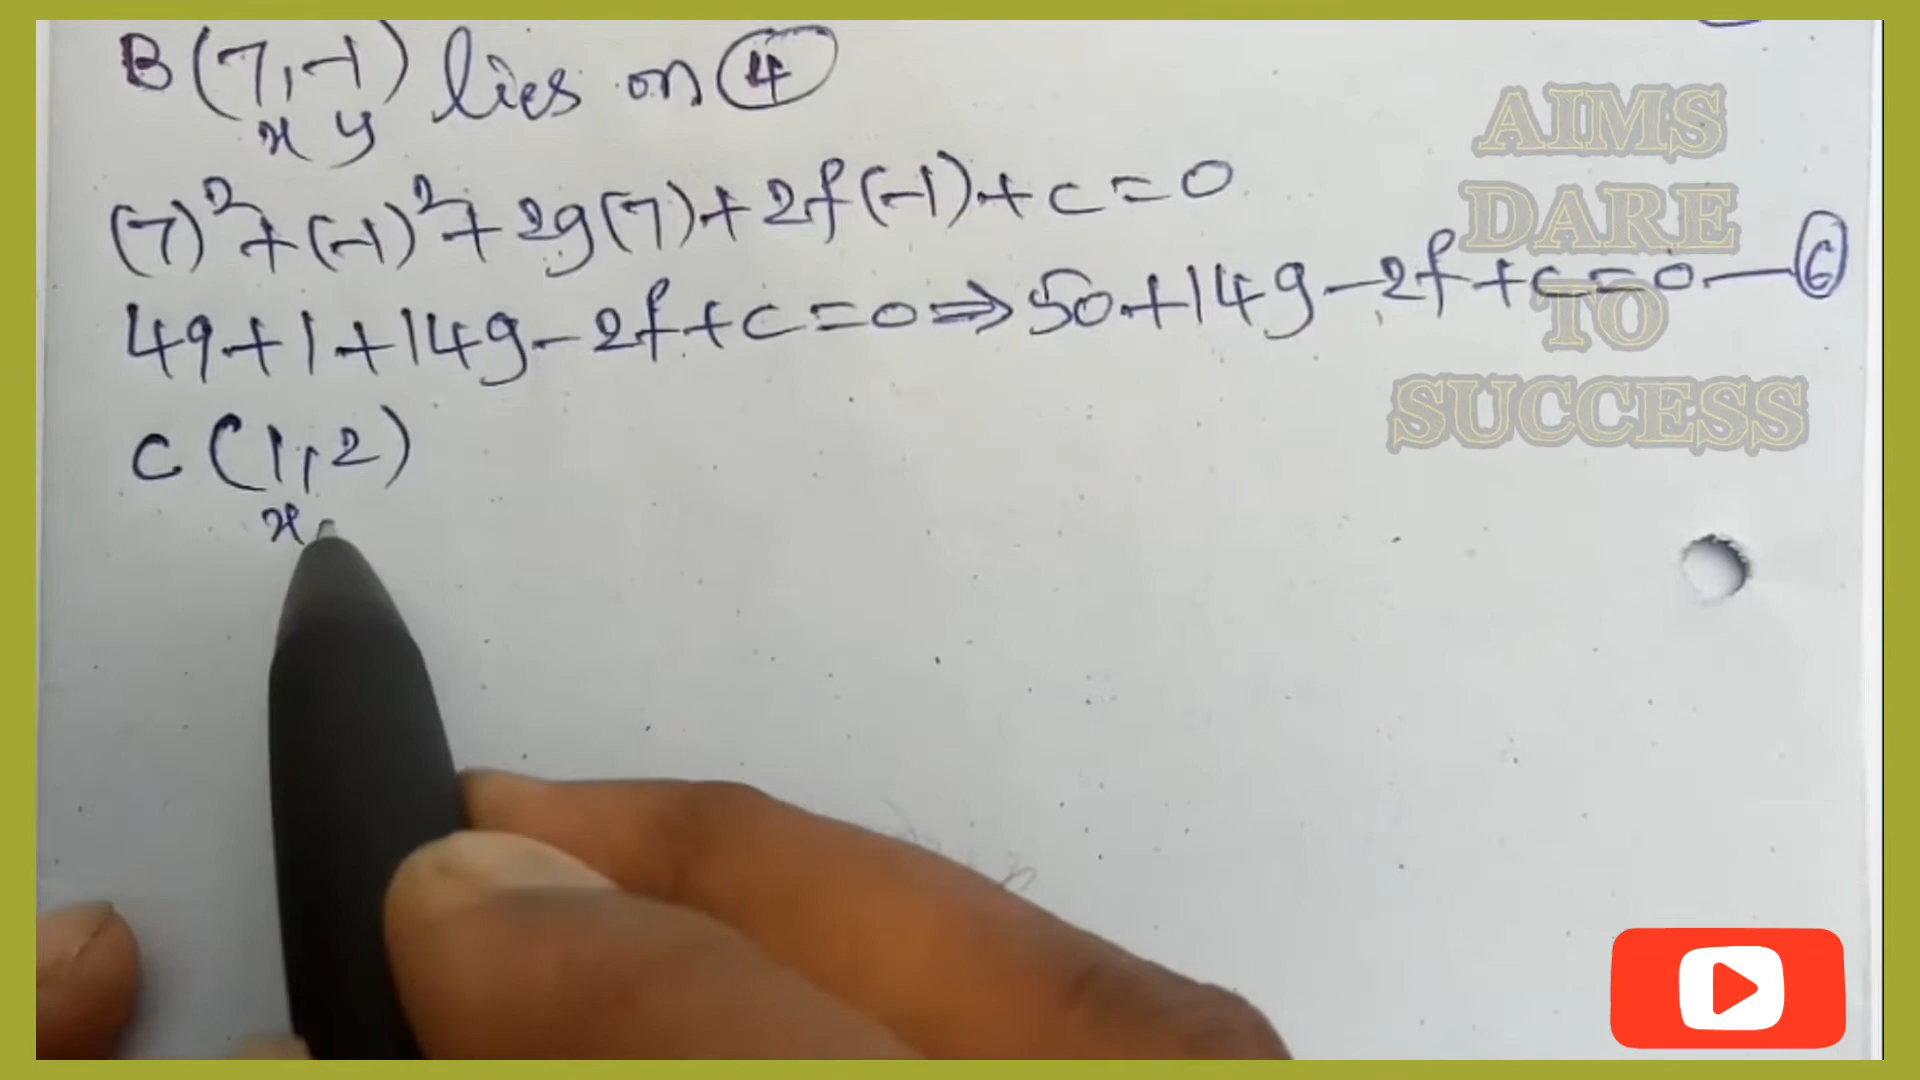 B(7,-1) lies on ④
x y
(7)²+(-1)²+2g(7)+2f(-1)+c=0
49+1+14g-2f+c=0⇒50+14g-2f+c=0—⑥
C(1,2)
x
AIMS
DARE
TO
SUCCESS